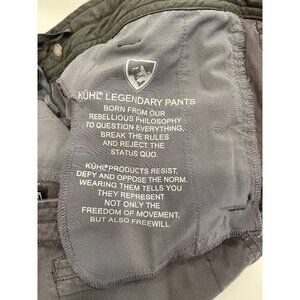 KÜHL® LEGENDARY PANTS
BORN FROM OUR
REBELLIOUS PHILOSOPHY
TO QUESTION EVERYTHING,
BREAK THE RULES
AND REJECT THE
STATUS QUO.
KÜHL® PRODUCTS RESIST,
DEFY AND OPPOSE THE NORM.
WEARING THEM TELLS YOU
THEY REPRESENT
NOT ONLY THE
FREEDOM OF MOVEMENT,
BUT ALSO FREEWILL.